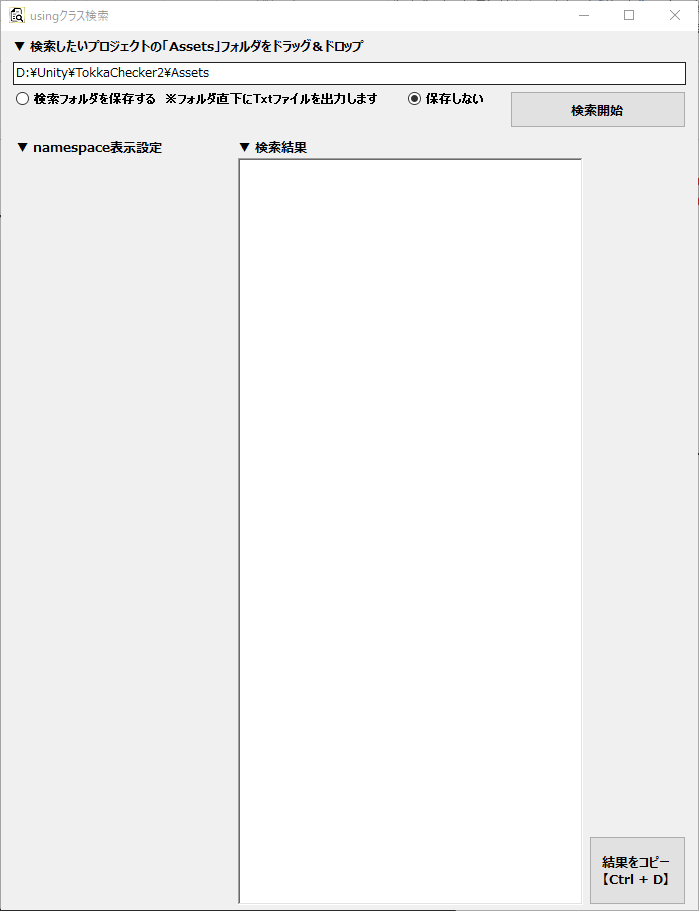 usingクラス検索
▼ 検索したいプロジェクトの「Assets」フォルダをドラッグ＆ドロップ
D:¥Unity¥TokkaChecker2¥Assets
検索フォルダを保存する ※フォルダ直下にTxtファイルを出力します 保存しない
検索開始
▼ namespace表示設定
▼ 検索結果
結果をコピー
【Ctrl + D】